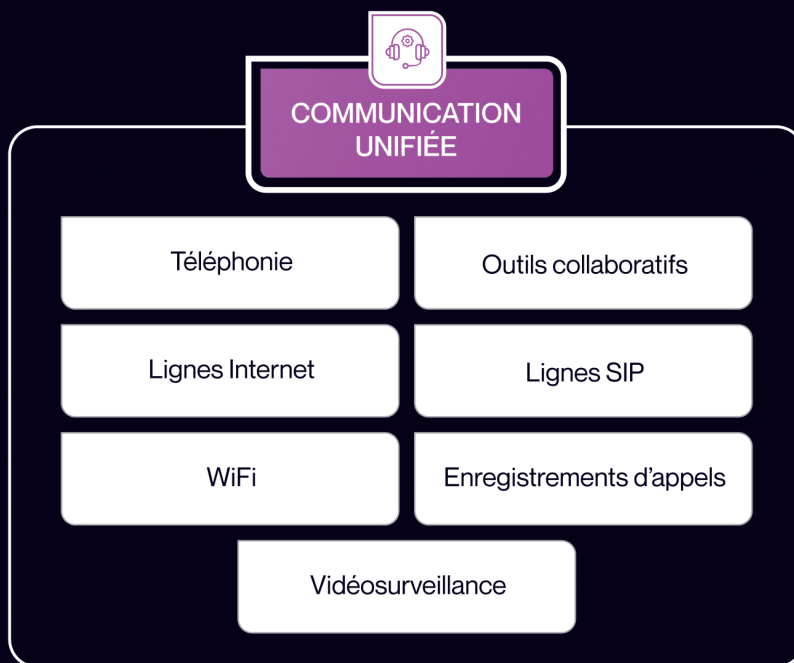 COMMUNICATION
UNIFIÉE
Téléphonie
Outils collaboratifs
Lignes Internet
Lignes SIP
WiFi
Enregistrements d’appels
Vidéosurveillance